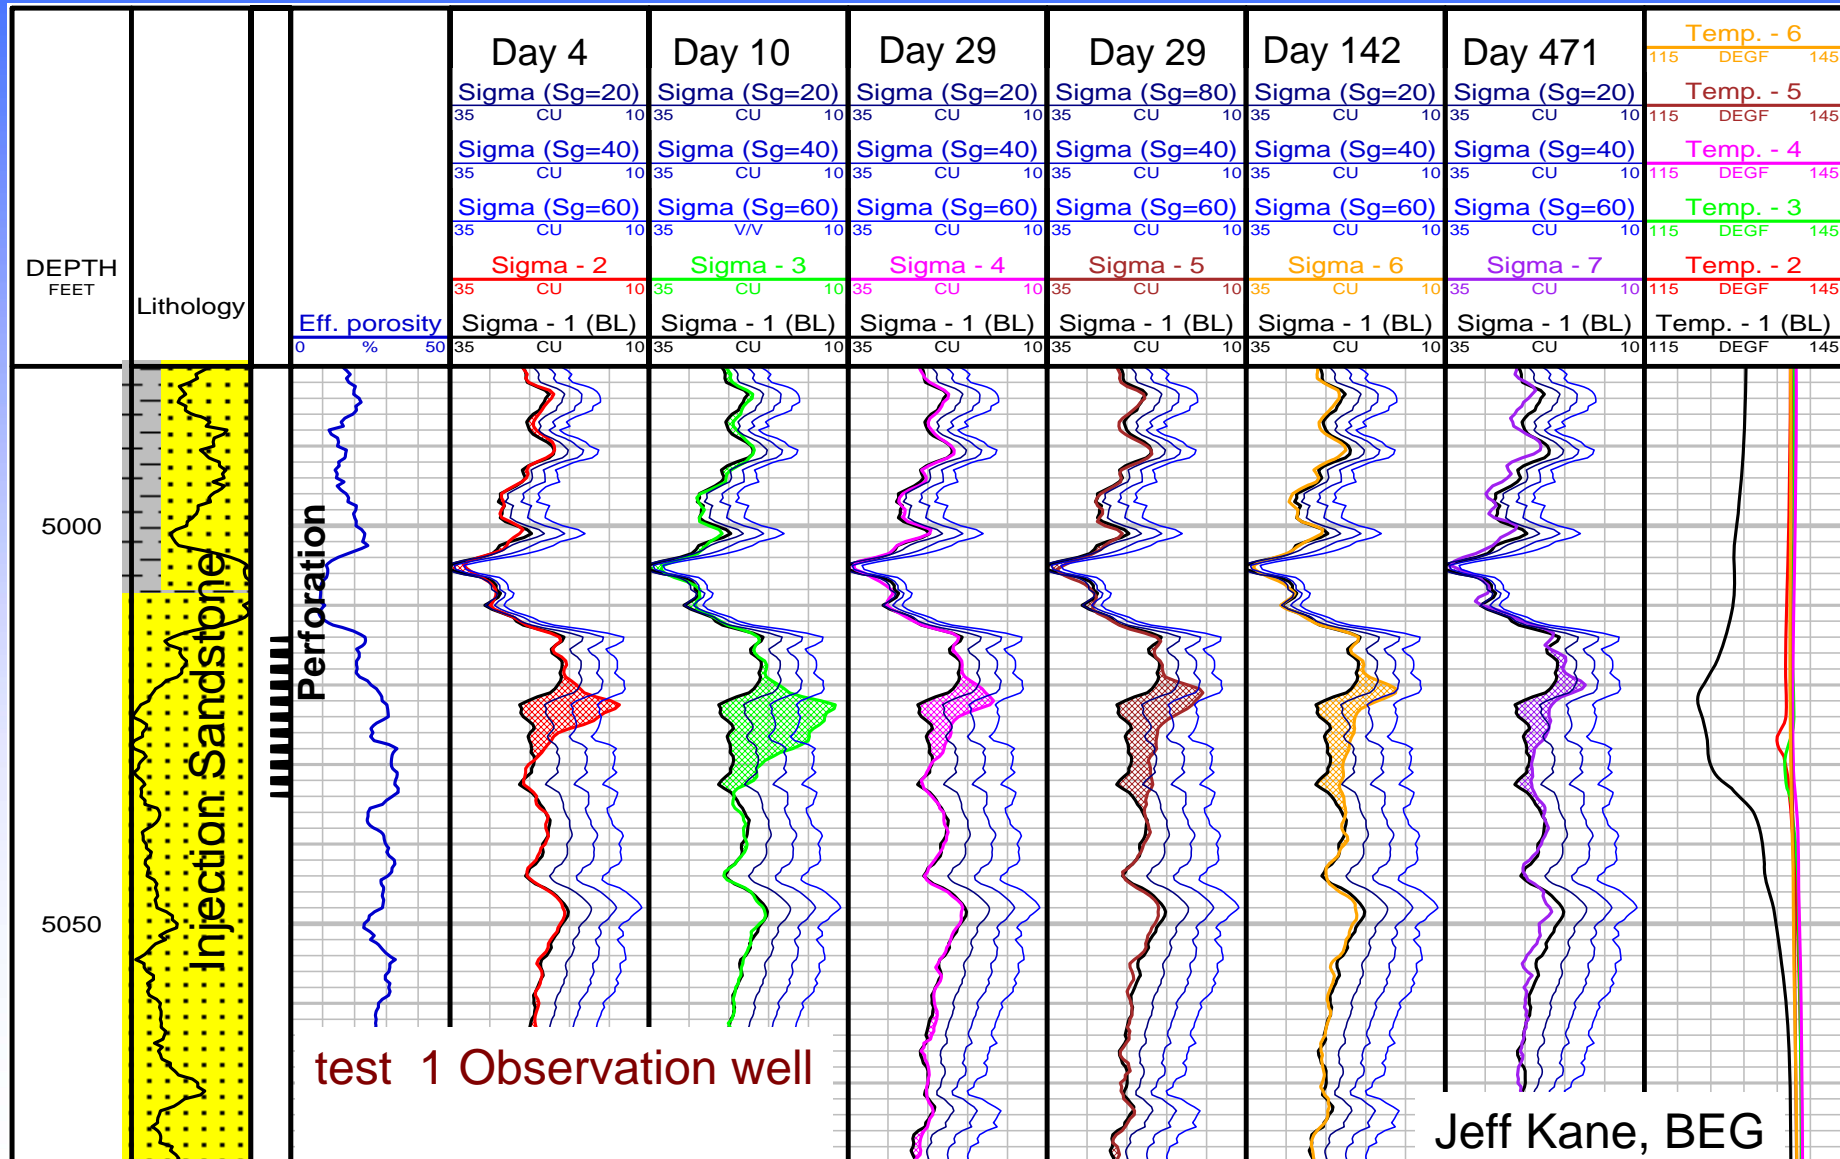 DEPTH
FEET
Lithology
Eff. porosity
0 % 50
Day 4
Sigma (Sg=20)
35 CU 10
Sigma (Sg=40)
35 CU 10
Sigma (Sg=60)
35 CU 10
Sigma - 2
35 CU 10
Sigma - 1 (BL)
35 CU 10
Day 10
Sigma (Sg=20)
35 CU 10
Sigma (Sg=40)
35 CU 10
Sigma (Sg=60)
35 V/V 10
Sigma - 3
35 CU 10
Sigma - 1 (BL)
35 CU 10
Day 29
Sigma (Sg=20)
35 CU 10
Sigma (Sg=40)
35 CU 10
Sigma (Sg=60)
35 CU 10
Sigma - 4
35 CU 10
Sigma - 1 (BL)
35 CU 10
Day 29
Sigma (Sg=80)
35 CU 10
Sigma (Sg=40)
35 CU 10
Sigma (Sg=60)
35 CU 10
Sigma - 5
35 CU 10
Sigma - 1 (BL)
35 CU 10
Day 142
Sigma (Sg=20)
35 CU 10
Sigma (Sg=40)
35 CU 10
Sigma (Sg=60)
35 CU 10
Sigma - 6
35 CU 10
Sigma - 1 (BL)
35 CU 10
Day 471
Sigma (Sg=20)
35 CU 10
Sigma (Sg=40)
35 CU 10
Sigma (Sg=60)
35 CU 10
Sigma - 7
35 CU 10
Sigma - 1 (BL)
35 CU 10
Temp. - 6
115 DEGF 145
Temp. - 5
115 DEGF 145
Temp. - 4
115 DEGF 145
Temp. - 3
115 DEGF 145
Temp. - 2
115 DEGF 145
Temp. - 1 (BL)
115 DEGF 145
5000
5050
Injection Sandstone
Perforation
test 1 Observation well
Jeff Kane, BEG